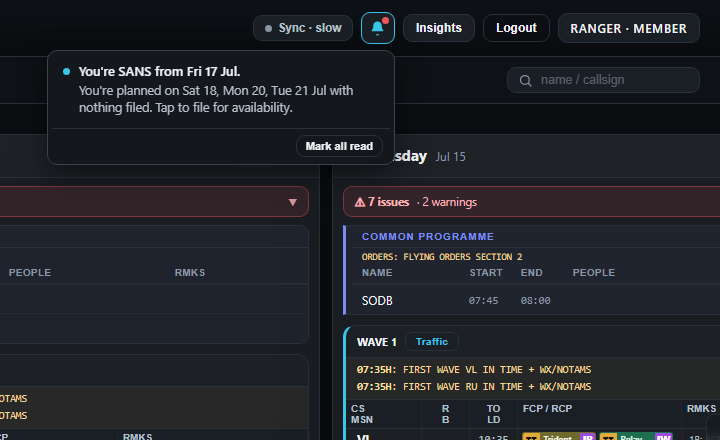 Sync · slow
Insights
Logout
RANGER · MEMBER
You're SANS from Fri 17 Jul.
You're planned on Sat 18, Mon 20, Tue 21 Jul with
nothing filed. Tap to file for availability.
Mark all read
name / callsign
sday Jul 15
7 issues · 2 warnings
PEOPLE RMKS
COMMON PROGRAMME
ORDERS: FLYING ORDERS SECTION 2
NAME START END PEOPLE
SODB 07:45 08:00
WAVE 1 Traffic
07:35H: FIRST WAVE VL IN TIME + WX/NOTAMS
07:35H: FIRST WAVE RU IN TIME + WX/NOTAMS
OTAMS
OTAMS
CS R TO FCP / RCP RMKS
MSN B LD
CP RMKS
VL 10:35 Trident Relay